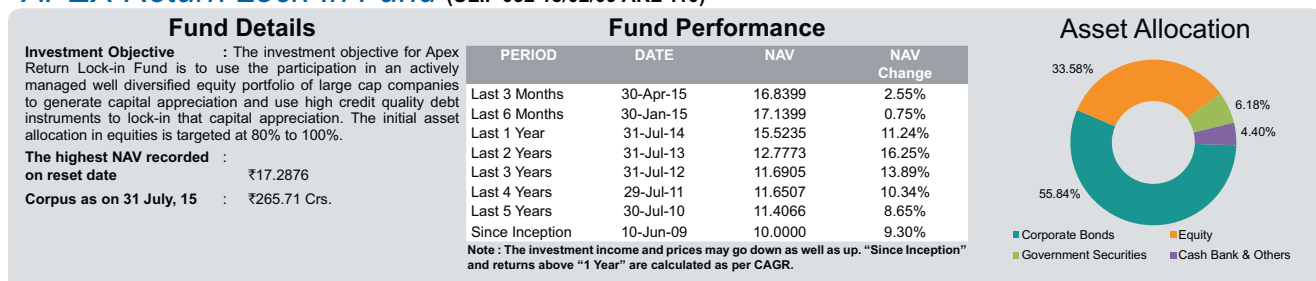 Fund Details
Investment Objective : The investment objective for Apex
Return Lock-in Fund is to use the participation in an actively
managed well diversified equity portfolio of large cap companies
to generate capital appreciation and use high credit quality debt
instruments to lock-in that capital appreciation. The initial asset
allocation in equities is targeted at 80% to 100%.
The highest NAV recorded :
on reset date ₹17.2876
Corpus as on 31 July, 15 : ₹265.71 Crs.
Fund Performance
PERIOD DATE NAV NAV
Change
Last 3 Months 30-Apr-15 16.8399 2.55%
Last 6 Months 30-Jan-15 17.1399 0.75%
Last 1 Year 31-Jul-14 15.5235 11.24%
Last 2 Years 31-Jul-13 12.7773 16.25%
Last 3 Years 31-Jul-12 11.6905 13.89%
Last 4 Years 29-Jul-11 11.6507 10.34%
Last 5 Years 30-Jul-10 11.4066 8.65%
Since Inception 10-Jun-09 10.0000 9.30%
Note : The investment income and prices may go down as well as up. “Since Inception”
and returns above “1 Year” are calculated as per CAGR.
Asset Allocation
33.58%
6.18%
4.40%
55.84%
Corporate Bonds Equity
Government Securities Cash Bank & Others